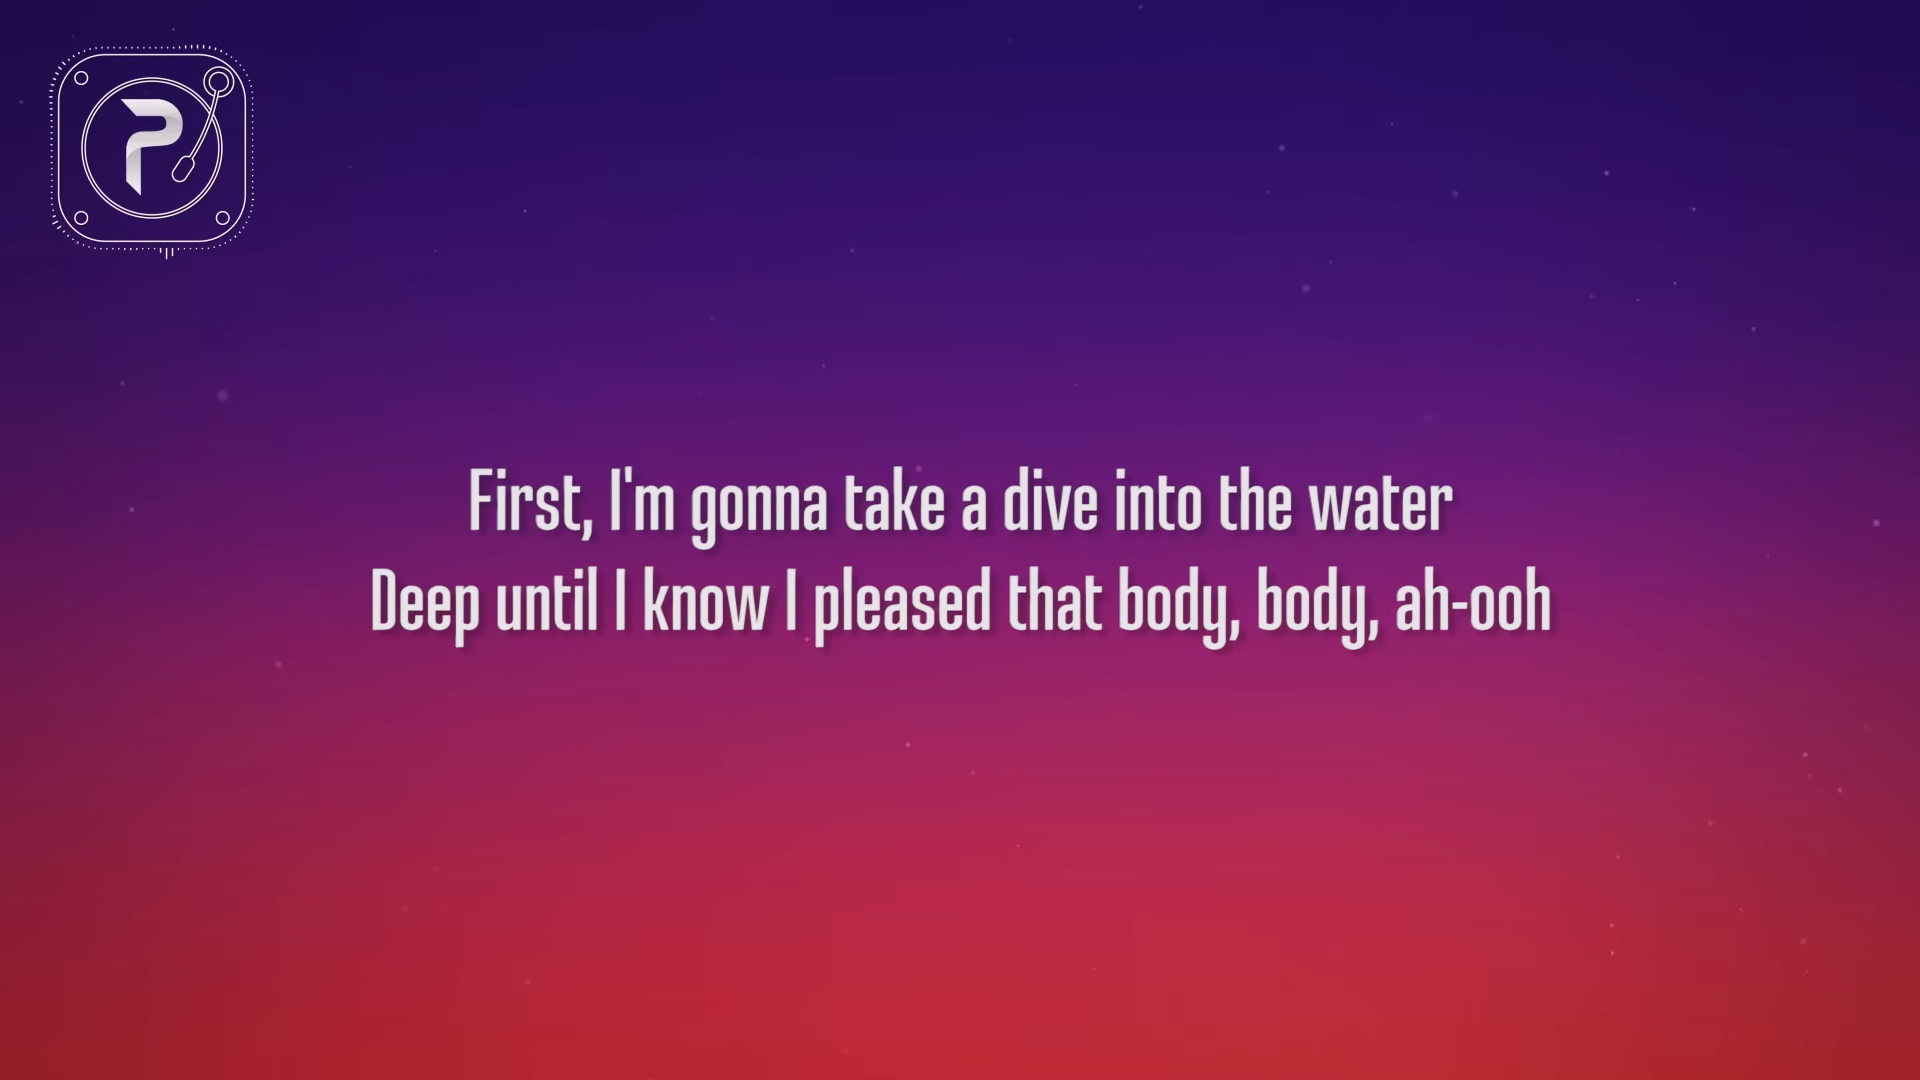 P
First, I'm gonna take a dive into the water
Deep until I know I pleased that body, body, ah-ooh